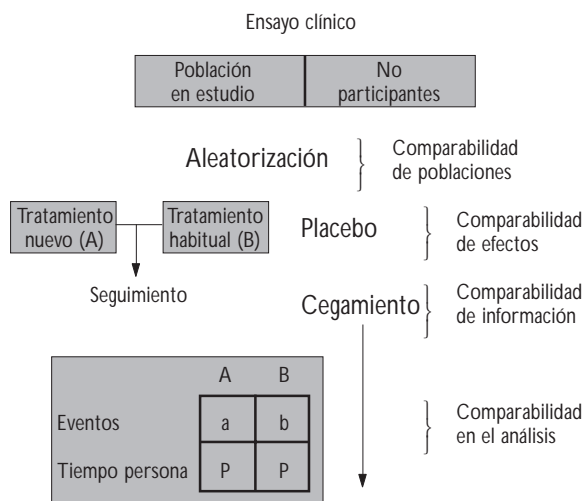 Ensayo clínico
Población
en estudio
No
participantes
Aleatorización
Comparabilidad
de poblaciones
Tratamiento
nuevo (A)
Tratamiento
habitual (B)
Placebo
Comparabilidad
de efectos
Seguimiento
Cegamiento
Comparabilidad
de información
A B
Eventos a b
Tiempo persona P P
Comparabilidad
en el análisis